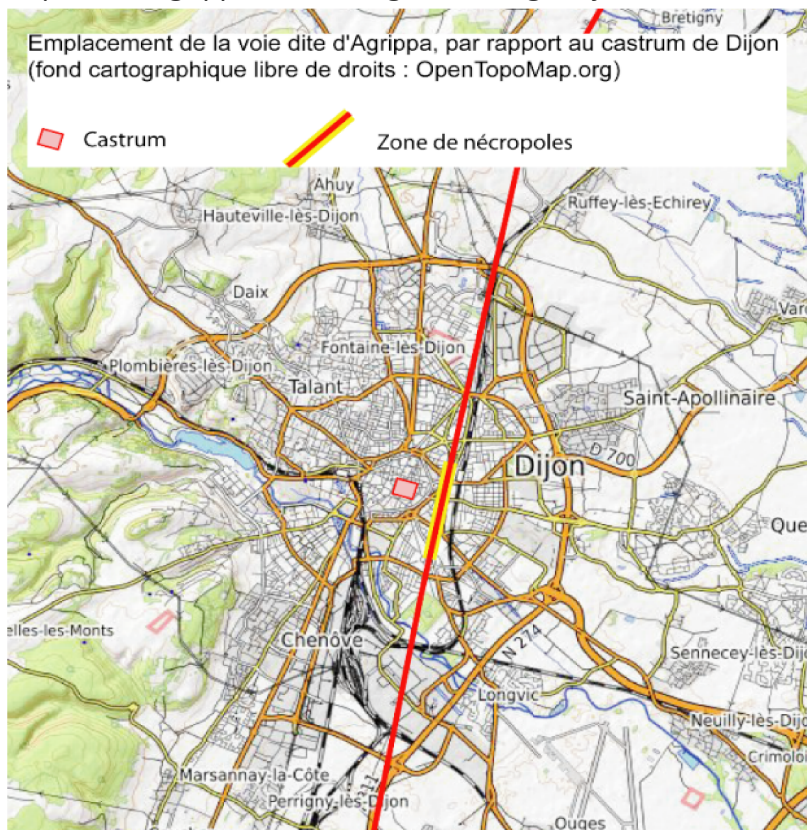 Bretigny
Emplacement de la voie dite d'Agrippa, par rapport au castrum de Dijon
(fond cartographique libre de droits : OpenTopoMap.org)
Castrum
Zone de nécropoles
Ahuy
Ruffey-lès-Echirey
Hauteville-lès-Dijon
Daix
Varo
Fontaine-lès-Dijon
Plombières-lès-Dijon
Talant
Saint-Apollinaire
D 700
Dijon
Que
elles-les-Monts
Chenôve
N 274
Sennecey-lès-Dijo
Longvic
Neuilly-lès-Dijo
Crimolo
Marsannay-la-Côte
Perrigny-lès-Dijon
Ouges